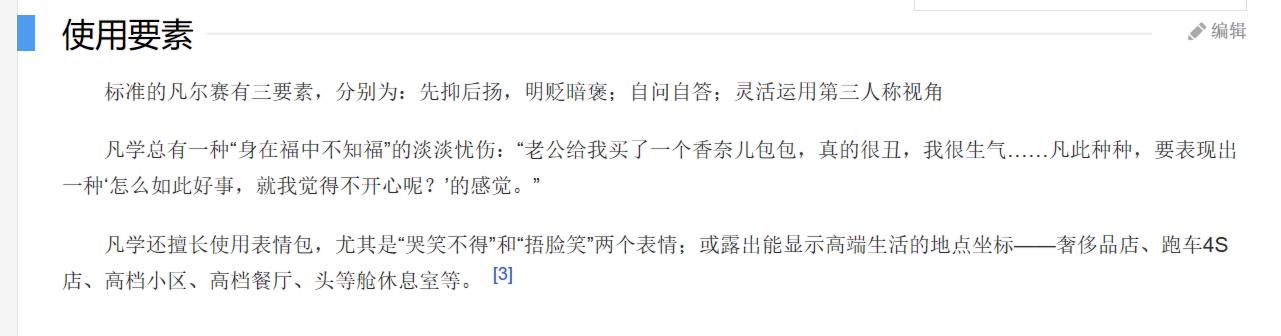 使用要素
编辑
标准的凡尔赛有三要素，分别为：先抑后扬，明贬暗褒；自问自答；灵活运用第三人称视角
凡学总有一种“身在福中不知福”的淡淡忧伤：“老公给我买了一个香奈儿包包，真的很丑，我很生气……凡此种种，要表现出
一种‘怎么如此好事，就我觉得不开心呢？’的感觉。”
凡学还擅长使用表情包，尤其是“哭笑不得”和“捂脸笑”两个表情；或露出能显示高端生活的地点坐标——奢侈品店、跑车4S
店、高档小区、高档餐厅、头等舱休息室等。 [3]